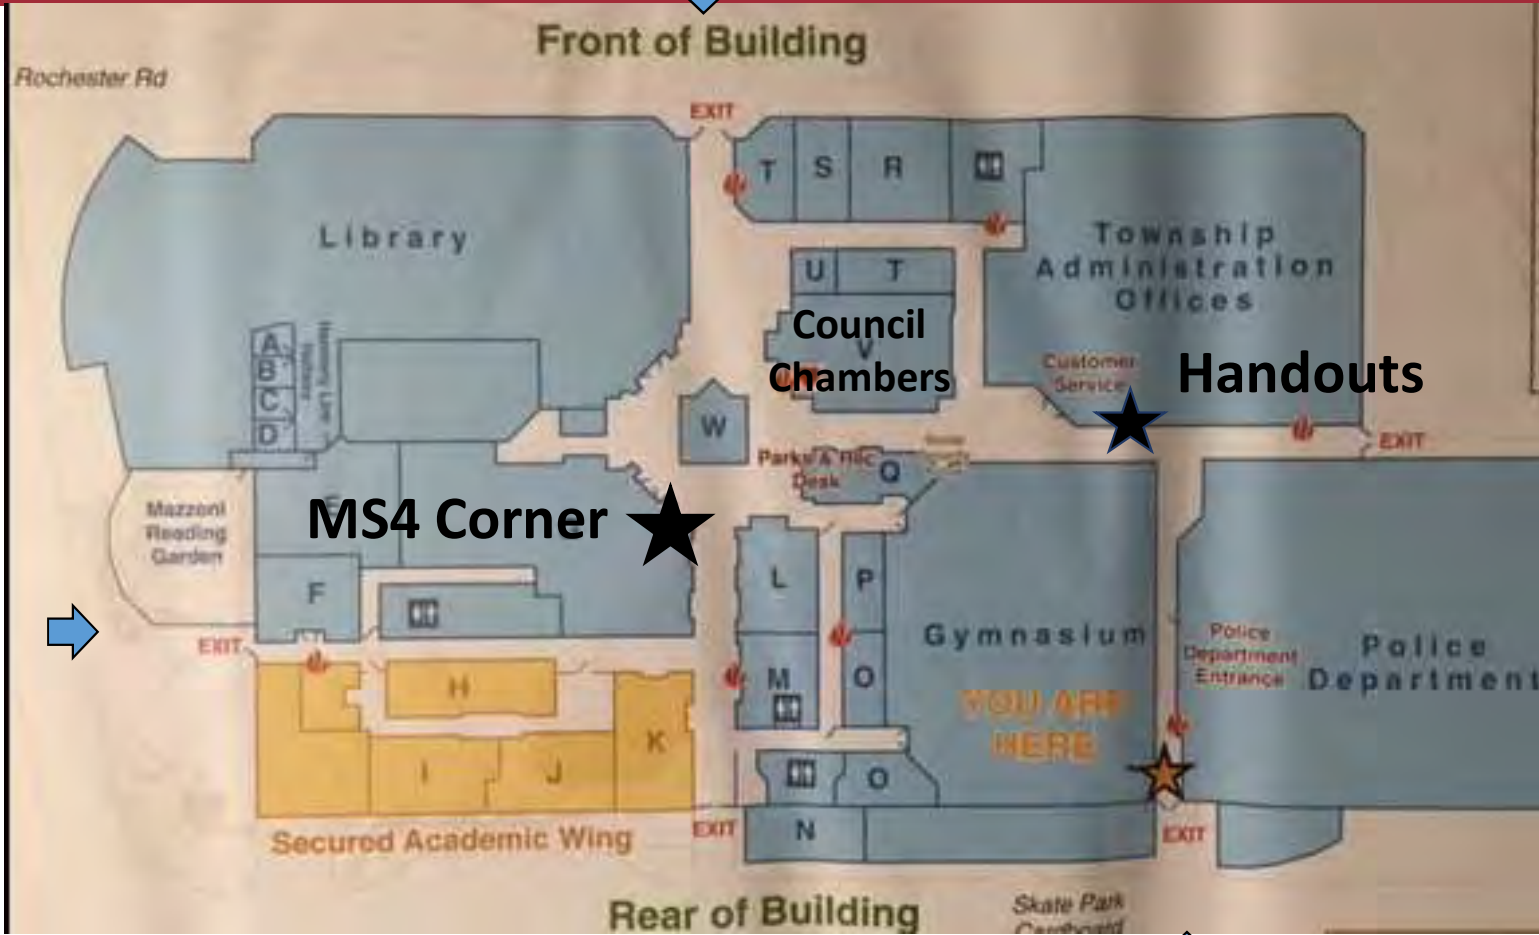 Front of Building
Rochester Rd
EXIT
T
S
R
Library
Township
Administration
Offices
U
T
Council
V
Chambers
Customer
Service
Handouts
A
B
C
D
W
EXIT
Parks & Rec
Desk
Q
Mazzoni
Reading
Garden
MS4 Corner
F
L
P
Gymnasium
Police
Department
Entrance
Police
Department
EXIT
H
M
O
YOU ARE
HERE
K
I
J
O
Secured Academic Wing
EXIT
N
EXIT
Rear of Building
Skate Park